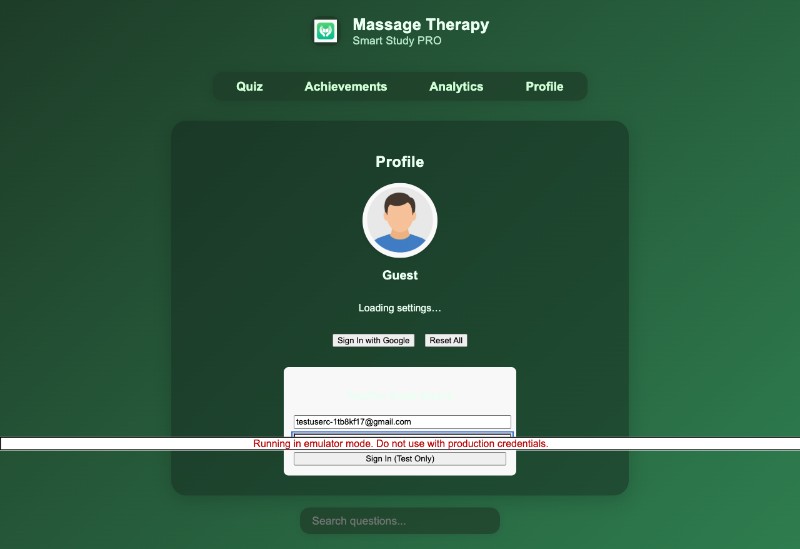 Massage Therapy
Smart Study PRO
Quiz Achievements Analytics Profile
Profile
Guest
Loading settings...
Sign In with Google Reset All
testuserc-1tb8kf17@gmail.com
Running in emulator mode. Do not use with production credentials.
Sign In (Test Only)
Search questions...